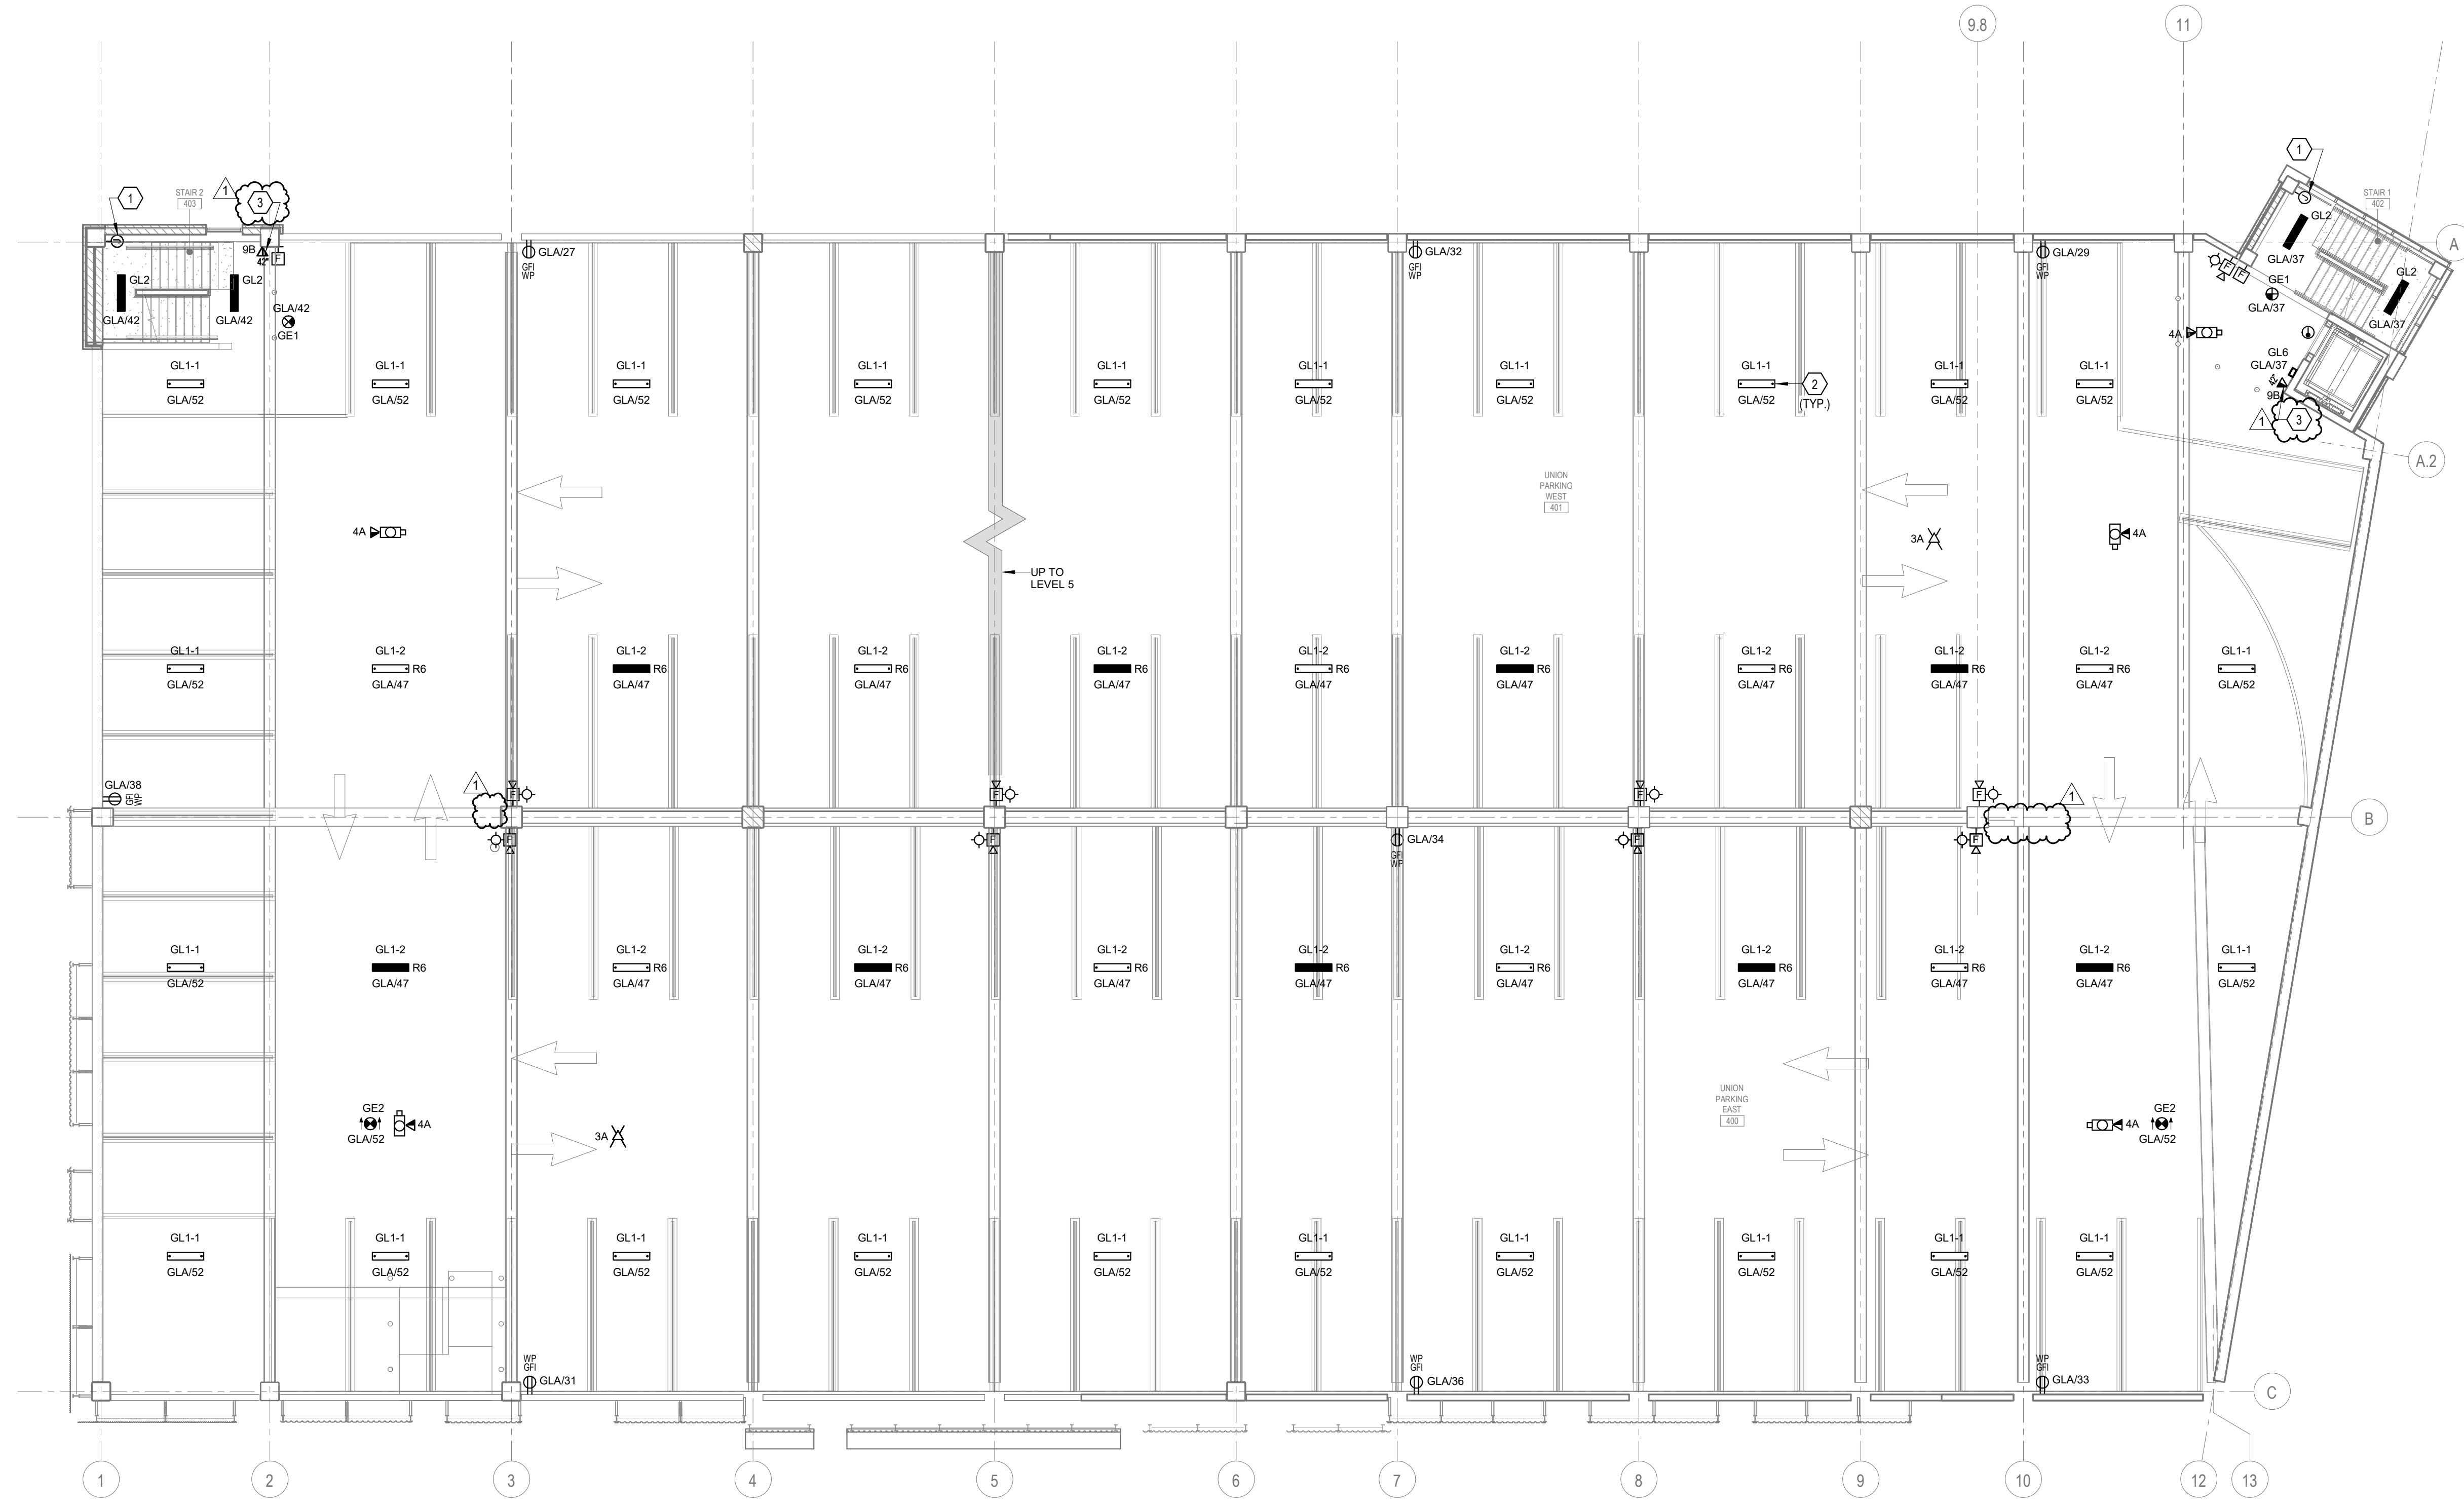 9.8
11
1
1
STAIR 2
403
1
3
STAIR 1
402
9B
42"
F
GL2
GL2
GLA/42
GLA/42
GLA/42
GE1
GLA/27
GFI
WP
GLA/32
GFI
WP
GLA/29
GFI
WP
A
GL2
GLA/37
F
F
GE1
GLA/37
GL2
GLA/37
4A
GL6
GLA/37
42"
9B
1
3
A.2
GL1-1
GL1-1
GL1-1
GL1-1
GL1-1
GL1-1
GL1-1
GL1-1
GL1-1
GL1-1
2
(TYP.)
GLA/52
GLA/52
GLA/52
GLA/52
GLA/52
GLA/52
GLA/52
GLA/52
GLA/52
GLA/52
UNION
PARKING
WEST
401
4A
3A
4A
UP TO
LEVEL 5
GL1-1
GL1-2
GL1-2
GL1-2
GL1-2
GL1-2
GL1-2
GL1-2
GL1-2
GL1-2
GL1-1
R6
R6
R6
R6
R6
R6
R6
R6
R6
GLA/52
GLA/47
GLA/47
GLA/47
GLA/47
GLA/47
GLA/47
GLA/47
GLA/47
GLA/47
GLA/52
GLA/38
GFI
WP
1
F
F
F
F
1
B
F
F
GLA/34
GFI
WP
F
F
GL1-1
GL1-2
GL1-2
GL1-2
GL1-2
GL1-2
GL1-2
GL1-2
GL1-2
GL1-2
GL1-1
R6
R6
R6
R6
R6
R6
R6
R6
R6
GLA/52
GLA/47
GLA/47
GLA/47
GLA/47
GLA/47
GLA/47
GLA/47
GLA/47
GLA/47
GLA/52
UNION
PARKING
EAST
400
GE2
GLA/52
4A
3A
4A
GE2
GLA/52
GL1-1
GL1-1
GL1-1
GL1-1
GL1-1
GL1-1
GL1-1
GL1-1
GL1-1
GL1-1
GLA/52
GLA/52
GLA/52
GLA/52
GLA/52
GLA/52
GLA/52
GLA/52
GLA/52
GLA/52
WP
GFI
GLA/31
WP
GFI
GLA/36
WP
GFI
GLA/33
C
1
2
3
4
5
6
7
8
9
10
12
13